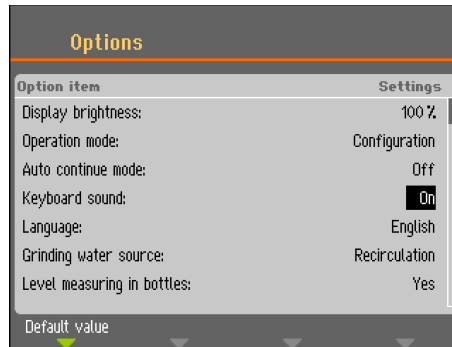 Options
Option item Settings
Display brightness: 100 %
Operation mode: Configuration
Auto continue mode: Off
Keyboard sound: On
Language: English
Grinding water source: Recirculation
Level measuring in bottles: Yes
Default value